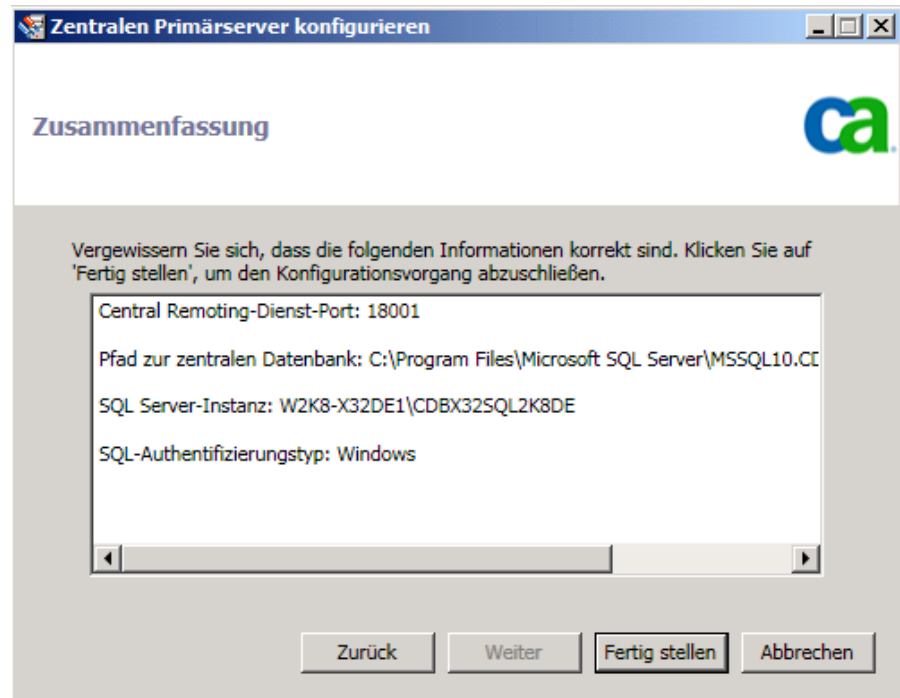 Zentralen Primärserver konfigurieren
Zusammenfassung
ca
Vergewissern Sie sich, dass die folgenden Informationen korrekt sind. Klicken Sie auf
'Fertig stellen', um den Konfigurationsvorgang abzuschließen.
Central Remoting-Dienst-Port: 18001
Pfad zur zentralen Datenbank: C:\Program Files\Microsoft SQL Server\MSSQL10.CD
SQL Server-Instanz: W2K8-X32DE1\CDBX32SQL2K8DE
SQL-Authentifizierungstyp: Windows
Zurück
Weiter
Fertig stellen
Abbrechen